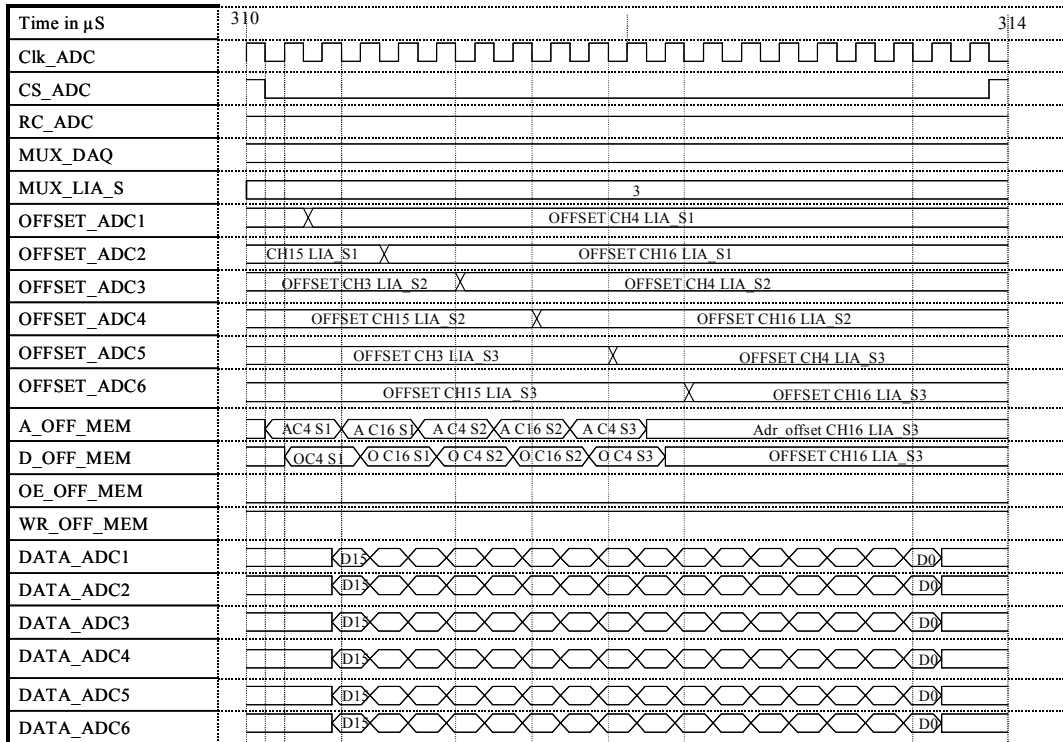 Time in µS 310 314
Clk_ADC
CS_ADC
RC_ADC
MUX_DAQ
MUX_LIA_S 3
OFFSET_ADC1 OFFSET CH4 LIA_S1
OFFSET_ADC2 CH15 LIA_S1 OFFSET CH16 LIA_S1
OFFSET_ADC3 OFFSET CH3 LIA_S2 OFFSET CH4 LIA_S2
OFFSET_ADC4 OFFSET CH15 LIA_S2 OFFSET CH16 LIA_S2
OFFSET_ADC5 OFFSET CH3 LIA_S3 OFFSET CH4 LIA_S3
OFFSET_ADC6 OFFSET CH15 LIA_S3 OFFSET CH16 LIA_S3
A_OFF_MEM AC4 S1 A C16 S1 A C4 S2 A C16 S2 A C4 S3 Adr_offset CH16 LIA_S3
D_OFF_MEM OC4 S1 O C16 S1 O C4 S2 O C16 S2 O C4 S3 OFFSET CH16 LIA_S3
OE_OFF_MEM
WR_OFF_MEM
DATA_ADC1 D15 D0
DATA_ADC2 D15 D0
DATA_ADC3 D15 D0
DATA_ADC4 D15 D0
DATA_ADC5 D15 D0
DATA_ADC6 D15 D0